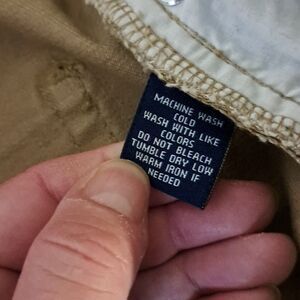 MACHINE WASH
COLD
WASH WITH LIKE
COLORS
DO NOT BLEACH
TUMBLE DRY LOW
WARM IRON IF
NEEDED